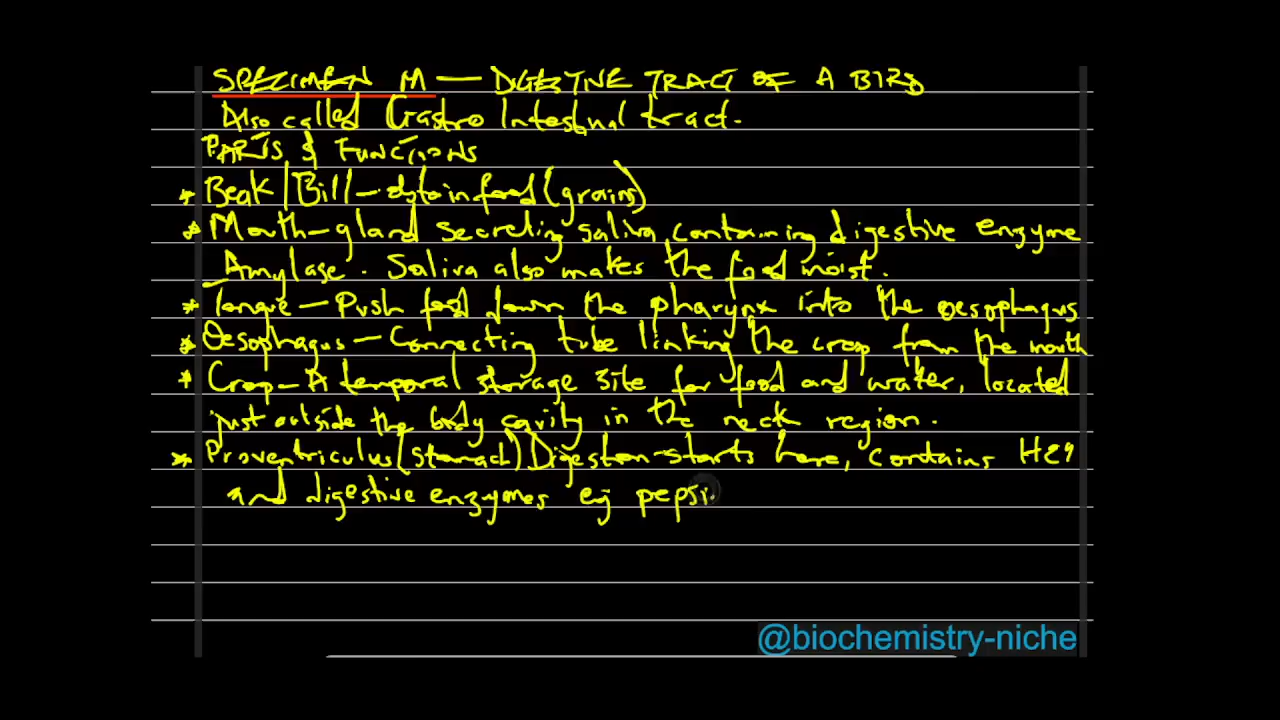 SPECIMEN M — DIGESTIVE TRACT OF A BIRD
Also called Gastro Intestinal tract.
PARTS & FUNCTIONS
* Beak/Bill - obtain food (grains)
* Mouth - gland secreting saliva containing digestive enzyme
Amylase. Saliva also makes the food moist.
* Tongue - Push food down the pharynx into the oesophagus
* Oesophagus - Connecting tube linking the crop from the mouth
* Crop - A temporal storage site for food and water, located
just outside the body cavity in the neck region.
* Proventriculus (stomach) Digestion starts here, contains HCl
and digestive enzymes eg pepsi
@biochemistry-niche